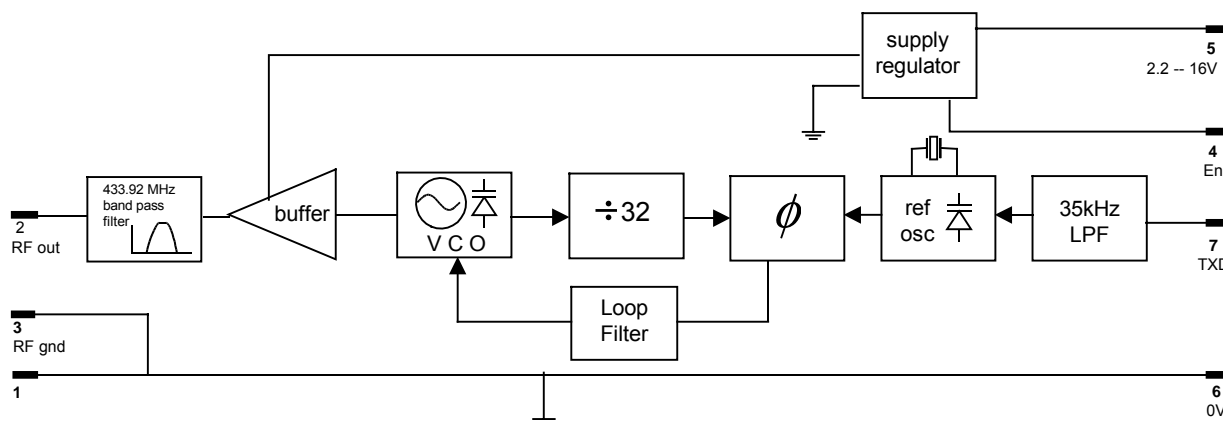 supply
regulator
5
2.2 -- 16V
4
En
433.92 MHz
band pass
filter
buffer
V C O
÷32
ϕ
ref
osc
35kHz
LPF
2
RF out
7
TXD
Loop
Filter
3
RF gnd
1
6
0V